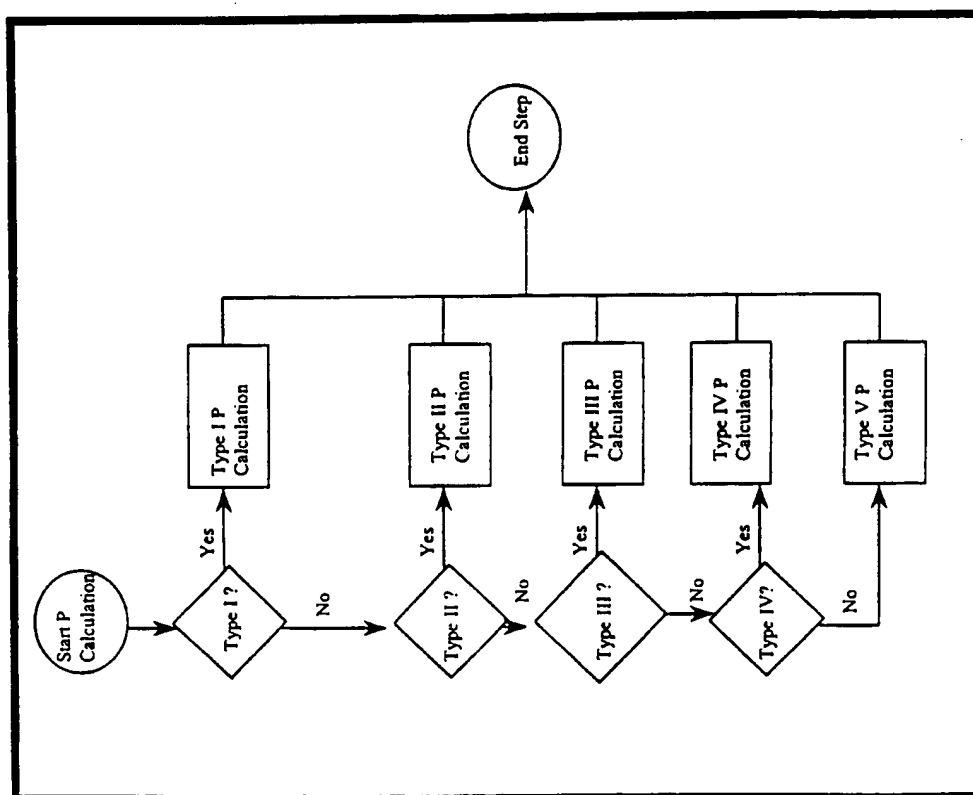 Start P
Calculation
Type I ?
Yes
No
Type I P
Calculation
Type II ?
Yes
No
Type II P
Calculation
Type III ?
Yes
No
Type III P
Calculation
Type IV?
Yes
No
Type IV P
Calculation
Type V P
Calculation
End Step